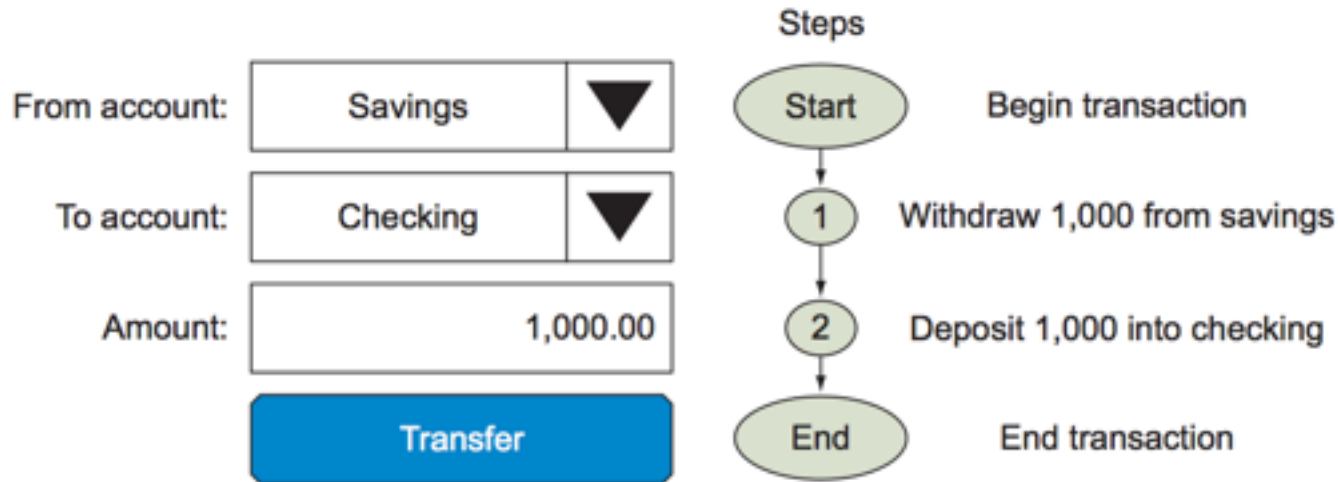 Steps
From account: Savings Start Begin transaction
To account: Checking 1 Withdraw 1,000 from savings
Amount: 1,000.00 2 Deposit 1,000 into checking
Transfer End End transaction